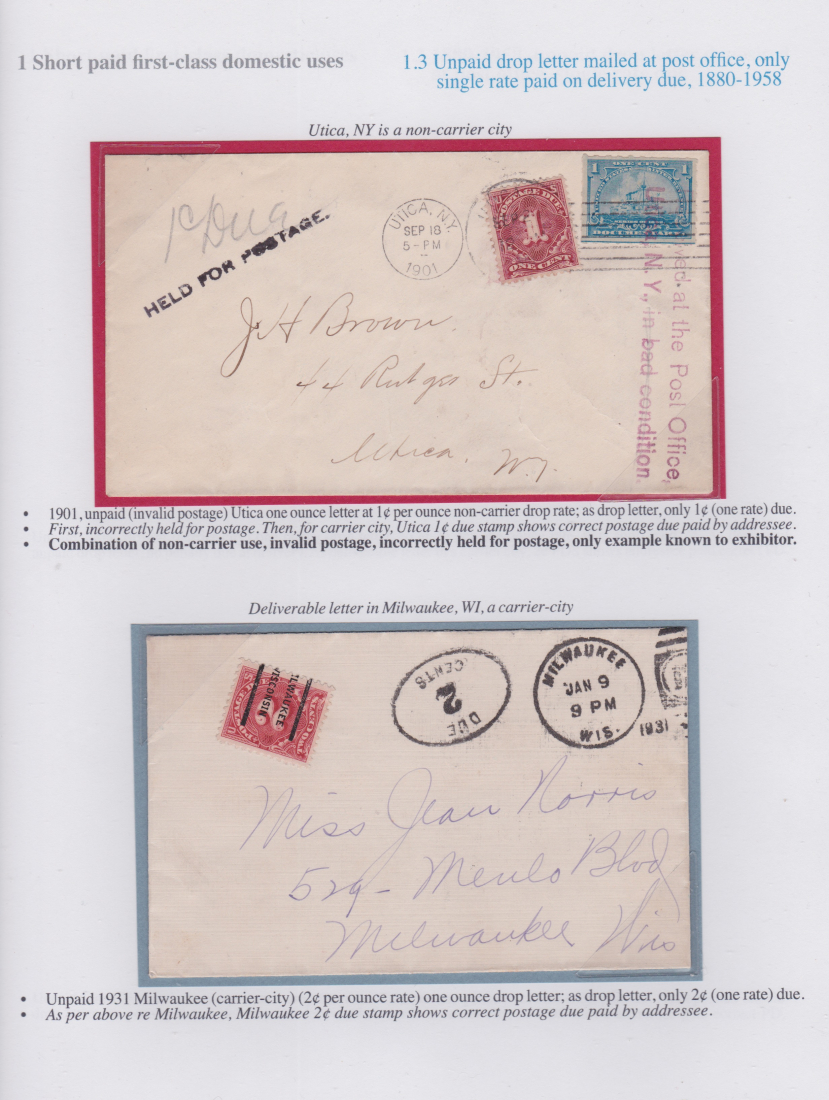 1 Short paid first-class domestic uses
1.3 Unpaid drop letter mailed at post office, only
single rate paid on delivery due, 1880-1958
Utica, NY is a non-carrier city
1¢ Due
HELD FOR POSTAGE.
UTICA, N.Y.
SEP 18
5 - PM
1901
POSTAGE DUE
1
ONE CENT
ONE CENT
1
DOCUMENTARY
at the Post Office,
N. Y., in bad condition.
J. H Brown.
44 Rutger St.
Utica. N.Y.
• 1901, unpaid (invalid postage) Utica one ounce letter at 1¢ per ounce non-carrier drop rate; as drop letter, only 1¢ (one rate) due.
• First, incorrectly held for postage. Then, for carrier city, Utica 1¢ due stamp shows correct postage due paid by addressee.
• Combination of non-carrier use, invalid postage, incorrectly held for postage, only example known to exhibitor.
Deliverable letter in Milwaukee, WI, a carrier-city
MILWAUKEE
WISCONSIN
DUE
2
CENTS
MILWAUKEE
JAN 9
9 PM
WIS.
1931
Miss Jean Norris
529 - Menlo Blvd
Milwaukee Wis
• Unpaid 1931 Milwaukee (carrier-city) (2¢ per ounce rate) one ounce drop letter; as drop letter, only 2¢ (one rate) due.
• As per above re Milwaukee, Milwaukee 2¢ due stamp shows correct postage due paid by addressee.